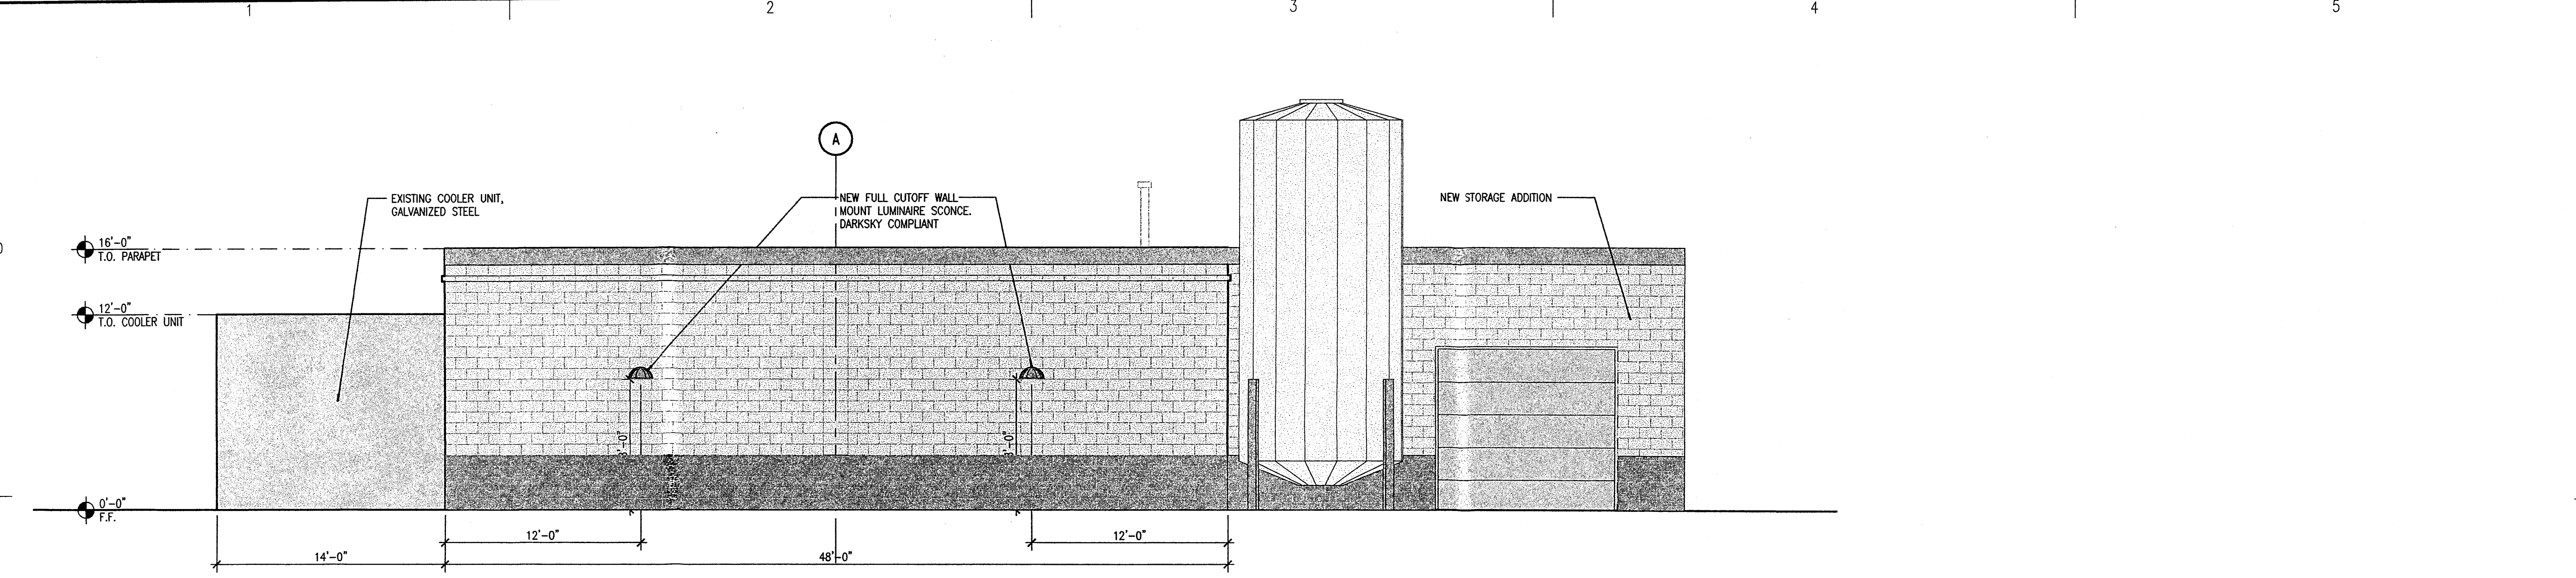 1 2 3 4 5
A
EXISTING COOLER UNIT,
GALVANIZED STEEL
NEW FULL CUTOFF WALL
MOUNT LUMINAIRE SCONCE.
DARKSKY COMPLIANT
NEW STORAGE ADDITION
16'-0"
T.O. PARAPET
12'-0"
T.O. COOLER UNIT
0'-0"
F.F.
12'-0" 12'-0"
14'-0" 48'-0"